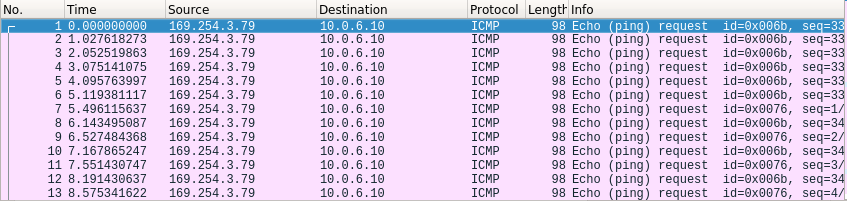 No. Time Source Destination Protocol Length Info
1 0.000000000 169.254.3.79 10.0.6.10 ICMP 98 Echo (ping) request id=0x006b, seq=33
2 1.027618273 169.254.3.79 10.0.6.10 ICMP 98 Echo (ping) request id=0x006b, seq=33
3 2.052519863 169.254.3.79 10.0.6.10 ICMP 98 Echo (ping) request id=0x006b, seq=33
4 3.075141075 169.254.3.79 10.0.6.10 ICMP 98 Echo (ping) request id=0x006b, seq=33
5 4.095763997 169.254.3.79 10.0.6.10 ICMP 98 Echo (ping) request id=0x006b, seq=33
6 5.119381117 169.254.3.79 10.0.6.10 ICMP 98 Echo (ping) request id=0x006b, seq=33
7 5.496115637 169.254.3.79 10.0.6.10 ICMP 98 Echo (ping) request id=0x0076, seq=1/
8 6.143495087 169.254.3.79 10.0.6.10 ICMP 98 Echo (ping) request id=0x006b, seq=34
9 6.527484368 169.254.3.79 10.0.6.10 ICMP 98 Echo (ping) request id=0x0076, seq=2/
10 7.167865247 169.254.3.79 10.0.6.10 ICMP 98 Echo (ping) request id=0x006b, seq=34
11 7.551430747 169.254.3.79 10.0.6.10 ICMP 98 Echo (ping) request id=0x0076, seq=3/
12 8.191430637 169.254.3.79 10.0.6.10 ICMP 98 Echo (ping) request id=0x006b, seq=34
13 8.575341622 169.254.3.79 10.0.6.10 ICMP 98 Echo (ping) request id=0x0076, seq=4/